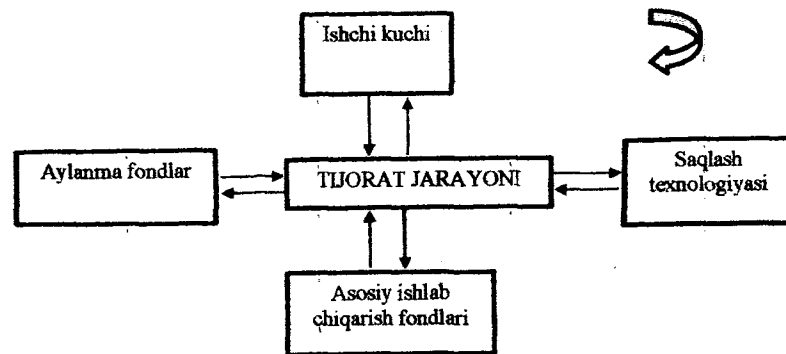 Ishchi kuchi
Aylanma fondlar
TIJORAT JARAYONI
Saqlash
texnologiyasi
Asosiy ishlab
chiqarish fondlari